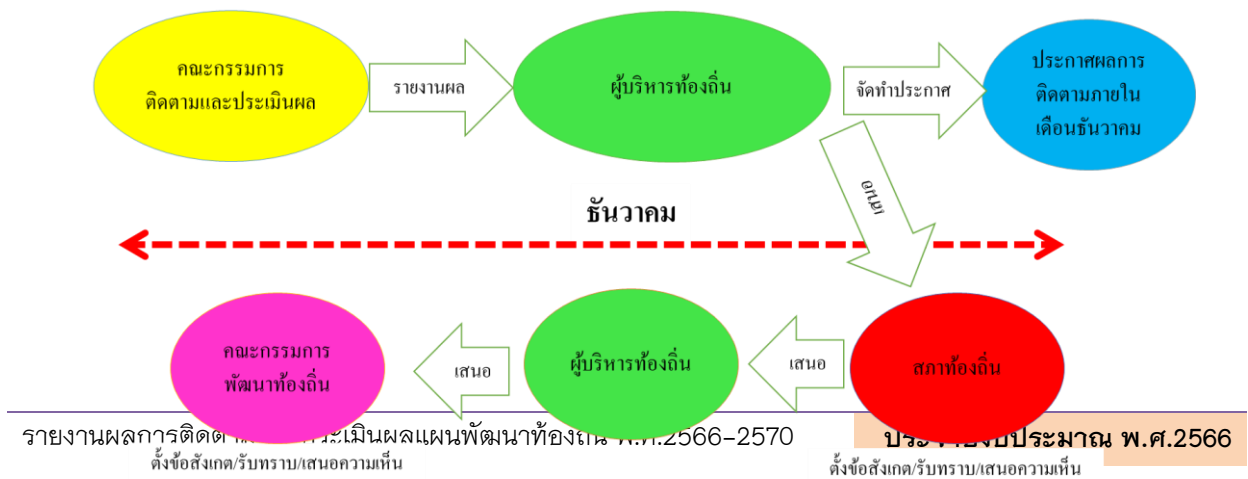 คณะกรรมการ
ติดตามและประเมินผล
รายงานผล
ผู้บริหารท้องถิ่น
จัดทำประกาศ
ประกาศผลการ
ติดตามภายใน
เดือนธันวาคม
เสนอ
ธันวาคม
คณะกรรมการ
พัฒนาท้องถิ่น
เสนอ
ผู้บริหารท้องถิ่น
เสนอ
สภาท้องถิ่น
รายงานผลการติดตาม ประเมินผลแผนพัฒนาท้องถิ่น พ.ศ.2566-2570
ประจำปีงบประมาณ พ.ศ.2566
ตั้งข้อสังเกต/รับทราบ/เสนอความเห็น
ตั้งข้อสังเกต/รับทราบ/เสนอความเห็น